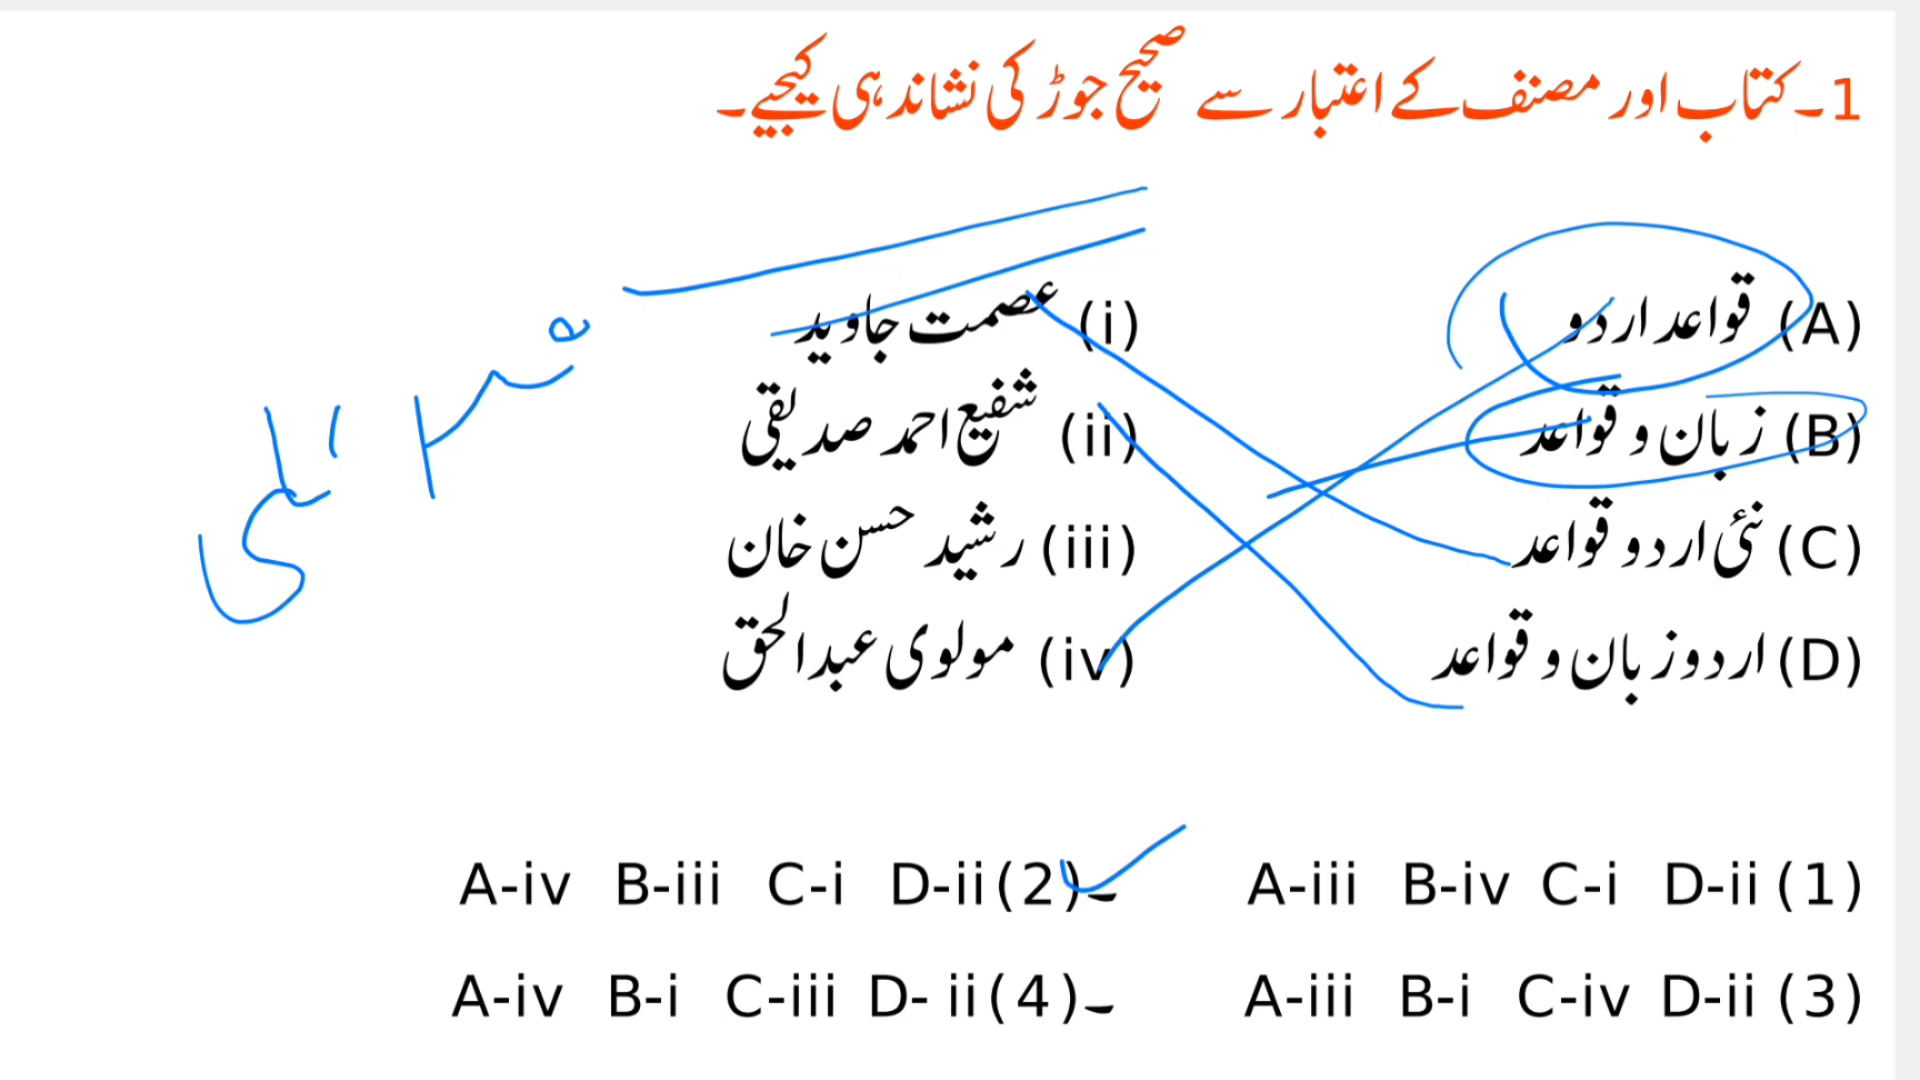 1۔کتاب اور مصنف کے اعتبار سے صحیح جوڑ کی نشاندہی کیجیے۔
(A) قواعد اردو (i) عصمت جاوید
(B) زبان و قواعد (ii) شفیع احمد صدیقی
(C) نئی اردو قواعد (iii) رشید حسن خان
(D) اردو زبان و قواعد (iv) مولوی عبدالحق
A-iii B-iv C-i D-ii (1) A-iv B-iii C-i D-ii (2)۔
A-iii B-i C-iv D-ii (3) A-iv B-i C-iii D- ii (4)۔